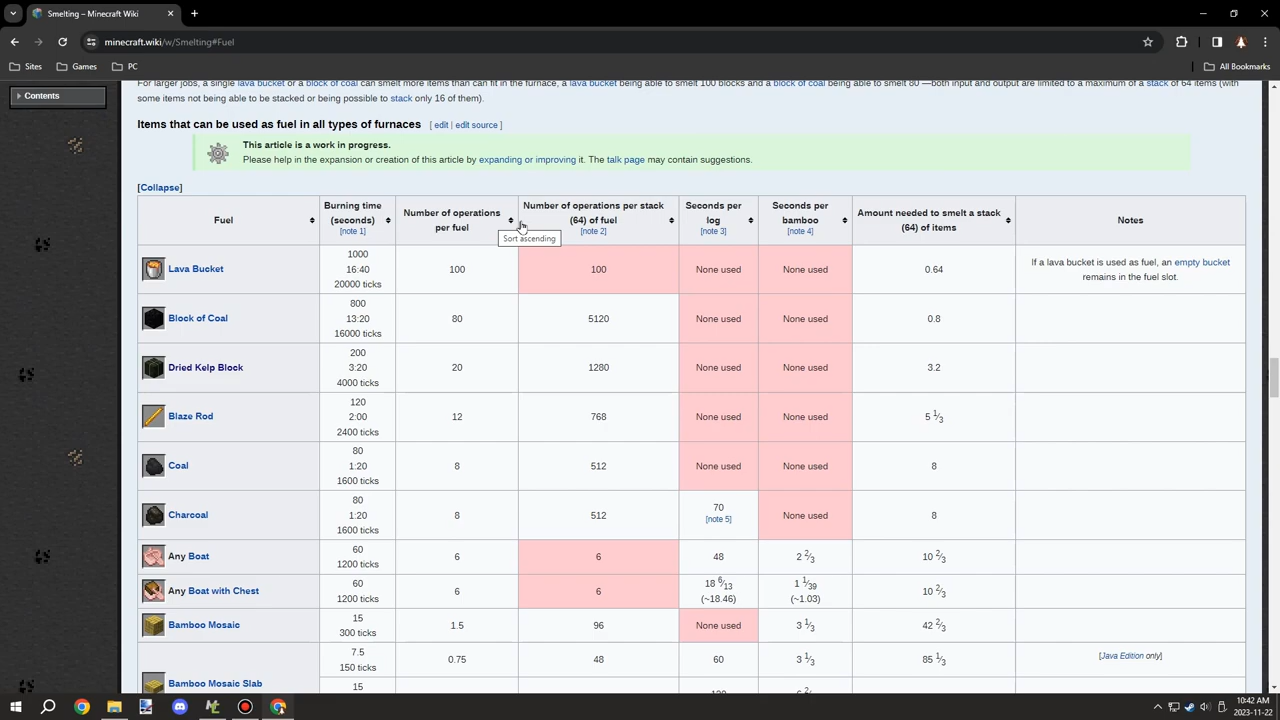 Smelting – Minecraft Wiki
minecraft.wiki/w/Smelting#Fuel
Sites
Games
PC
All Bookmarks
Contents
For larger jobs, a single lava bucket or a block of coal can smelt more items than can fit in the furnace, a lava bucket being able to smelt 100 blocks and a block of coal being able to smelt 80 —both input and output are limited to a maximum of a stack of 64 items (with
some items not being able to be stacked or being possible to stack only 16 of them).
Items that can be used as fuel in all types of furnaces [ edit | edit source ]
This article is a work in progress.
Please help in the expansion or creation of this article by expanding or improving it. The talk page may contain suggestions.
[Collapse]
Fuel
Burning time
(seconds)
[note 1]
Number of operations
per fuel
Number of operations per stack
(64) of fuel
[note 2]
Seconds per
log
[note 3]
Seconds per
bamboo
[note 4]
Amount needed to smelt a stack
(64) of items
Notes
Sort ascending
Lava Bucket
1000
16:40
20000 ticks
100
100
None used
None used
0.64
If a lava bucket is used as fuel, an empty bucket
remains in the fuel slot.
Block of Coal
800
13:20
16000 ticks
80
5120
None used
None used
0.8
Dried Kelp Block
200
3:20
4000 ticks
20
1280
None used
None used
3.2
Blaze Rod
120
2:00
2400 ticks
12
768
None used
None used
5 1/3
Coal
80
1:20
1600 ticks
8
512
None used
None used
8
Charcoal
80
1:20
1600 ticks
8
512
70
[note 5]
None used
8
Any Boat
60
1200 ticks
6
6
48
2 2/3
10 2/3
Any Boat with Chest
60
1200 ticks
6
6
18 6/13
(~18.46)
1 1/39
(~1.03)
10 2/3
Bamboo Mosaic
15
300 ticks
1.5
96
None used
3 1/3
42 2/3
Bamboo Mosaic Slab
7.5
150 ticks
0.75
48
60
3 1/3
85 1/3
[Java Edition only]
15
10:42 AM
2023-11-22